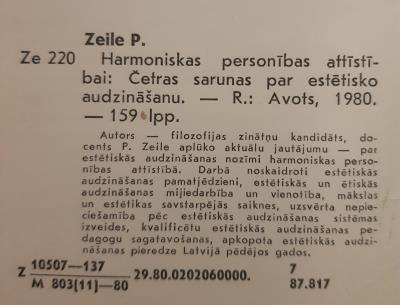 Zeile P.
Ze 220 Harmoniskas personības attīstī-
bai: Četras sarunas par estētisko
audzināšanu. — R.: Avots, 1980.
— 159 lpp.
Autors — filozofijas zinātņu kandidāts, do-
cents P. Zeile aplūko aktuālu jautājumu — par
estētiskās audzināšanas nozīmi harmoniskas perso-
nības attīstībā. Darbā noskaidroti estētiskās
audzināšanas pamatjēdzieni, estētiskās un ētiskās
audzināšanas mijiedarbība un vienotība, mākslas
un estētikas savstarpējās saiknes, uzsvērta nepie-
ciešamība pēc estētiskās audzināšanas sistēmas
izveides, kvalificētu estētiskās audzināšanas pe-
dagogu sagatavošanas, apkopota estētiskās audzi-
nāšanas pieredze Latvijā pēdējos gados.
Z 10507—137 29.80.0202060000. 7
M 803(11)—80 87.817